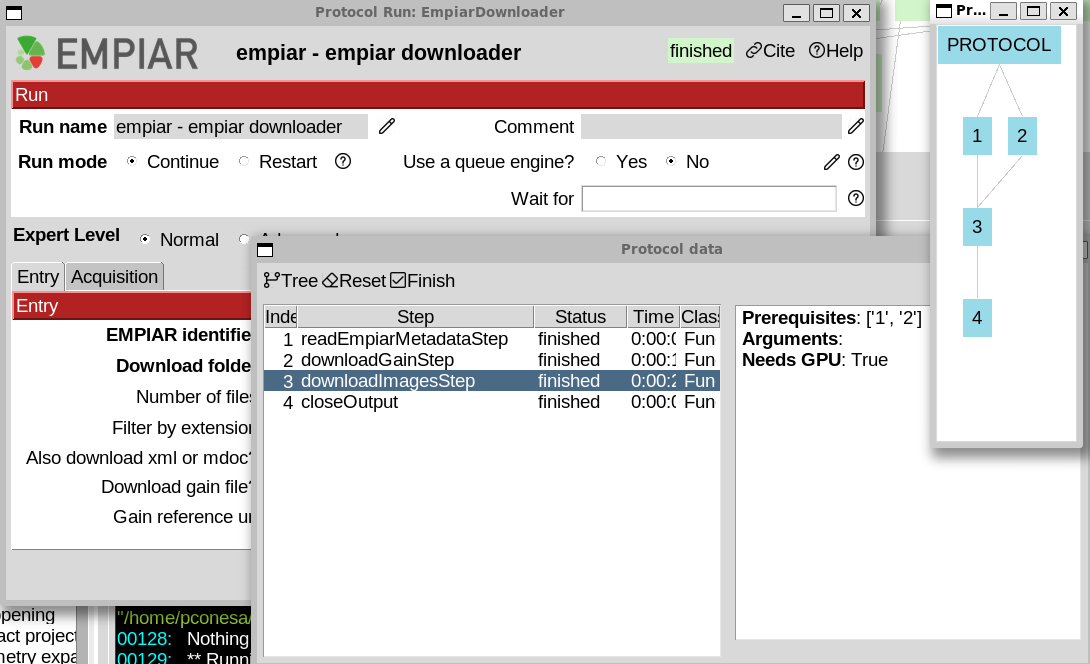 Protocol Run: EmpiarDownloader
EMPIAR
empiar - empiar downloader
finished
Cite
Help
Run
Run name
empiar - empiar downloader
Comment
Run mode
Continue
Restart
Use a queue engine?
Yes
No
Wait for
Expert Level
Normal
Entry
Acquisition
Entry
EMPIAR identifie
Download folde
Number of files
Filter by extension
Also download xml or mdoc?
Download gain file?
Gain reference ur
Protocol data
Tree
Reset
Finish
Inde Step Status Time Class
1 readEmpiarMetadataStep finished 0:00:0 Fun
2 downloadGainStep finished 0:00:1 Fun
3 downloadImagesStep finished 0:00:2 Fun
4 closeOutput finished 0:00:0 Fun
Prerequisites: ['1', '2']
Arguments:
Needs GPU: True
Pr...
PROTOCOL
1
2
3
4
pening
act project
metry expa
"/home/pconesa/
00128: Nothing
00129: ** Runni